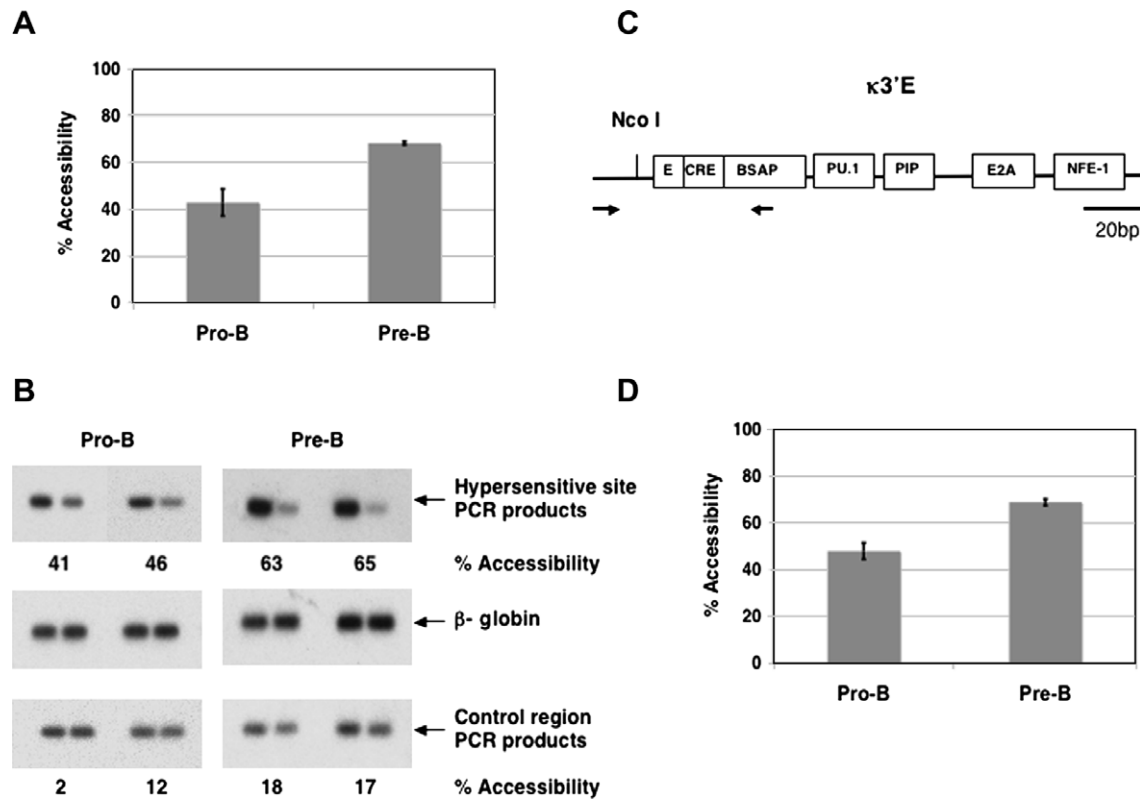 A
100
80
60
40
20
0
% Accessibility
Pro-B
Pre-B
B
Pro-B
Pre-B
Hypersensitive site
PCR products
41
46
63
65
% Accessibility
β- globin
Control region
PCR products
2
12
18
17
% Accessibility
C
κ3'E
Nco I
E
CRE
BSAP
PU.1
PIP
E2A
NFE-1
20bp
D
100
80
60
40
20
0
% Accessibility
Pro-B
Pre-B